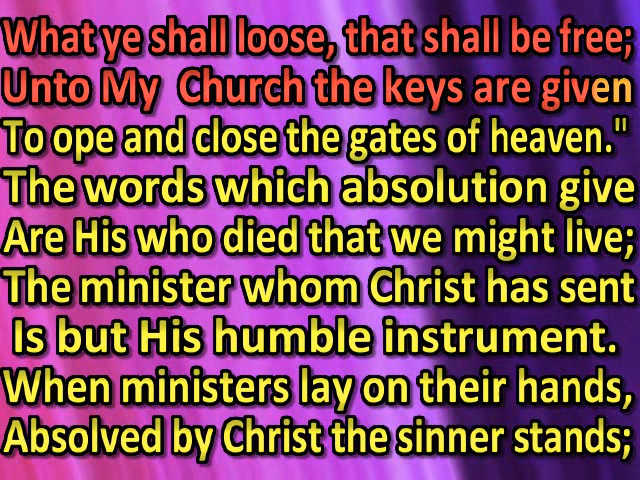 What ye shall loose, that shall be free;
Unto My Church the keys are given
To ope and close the gates of heaven."
The words which absolution give
Are His who died that we might live;
The minister whom Christ has sent
Is but His humble instrument.
When ministers lay on their hands,
Absolved by Christ the sinner stands;